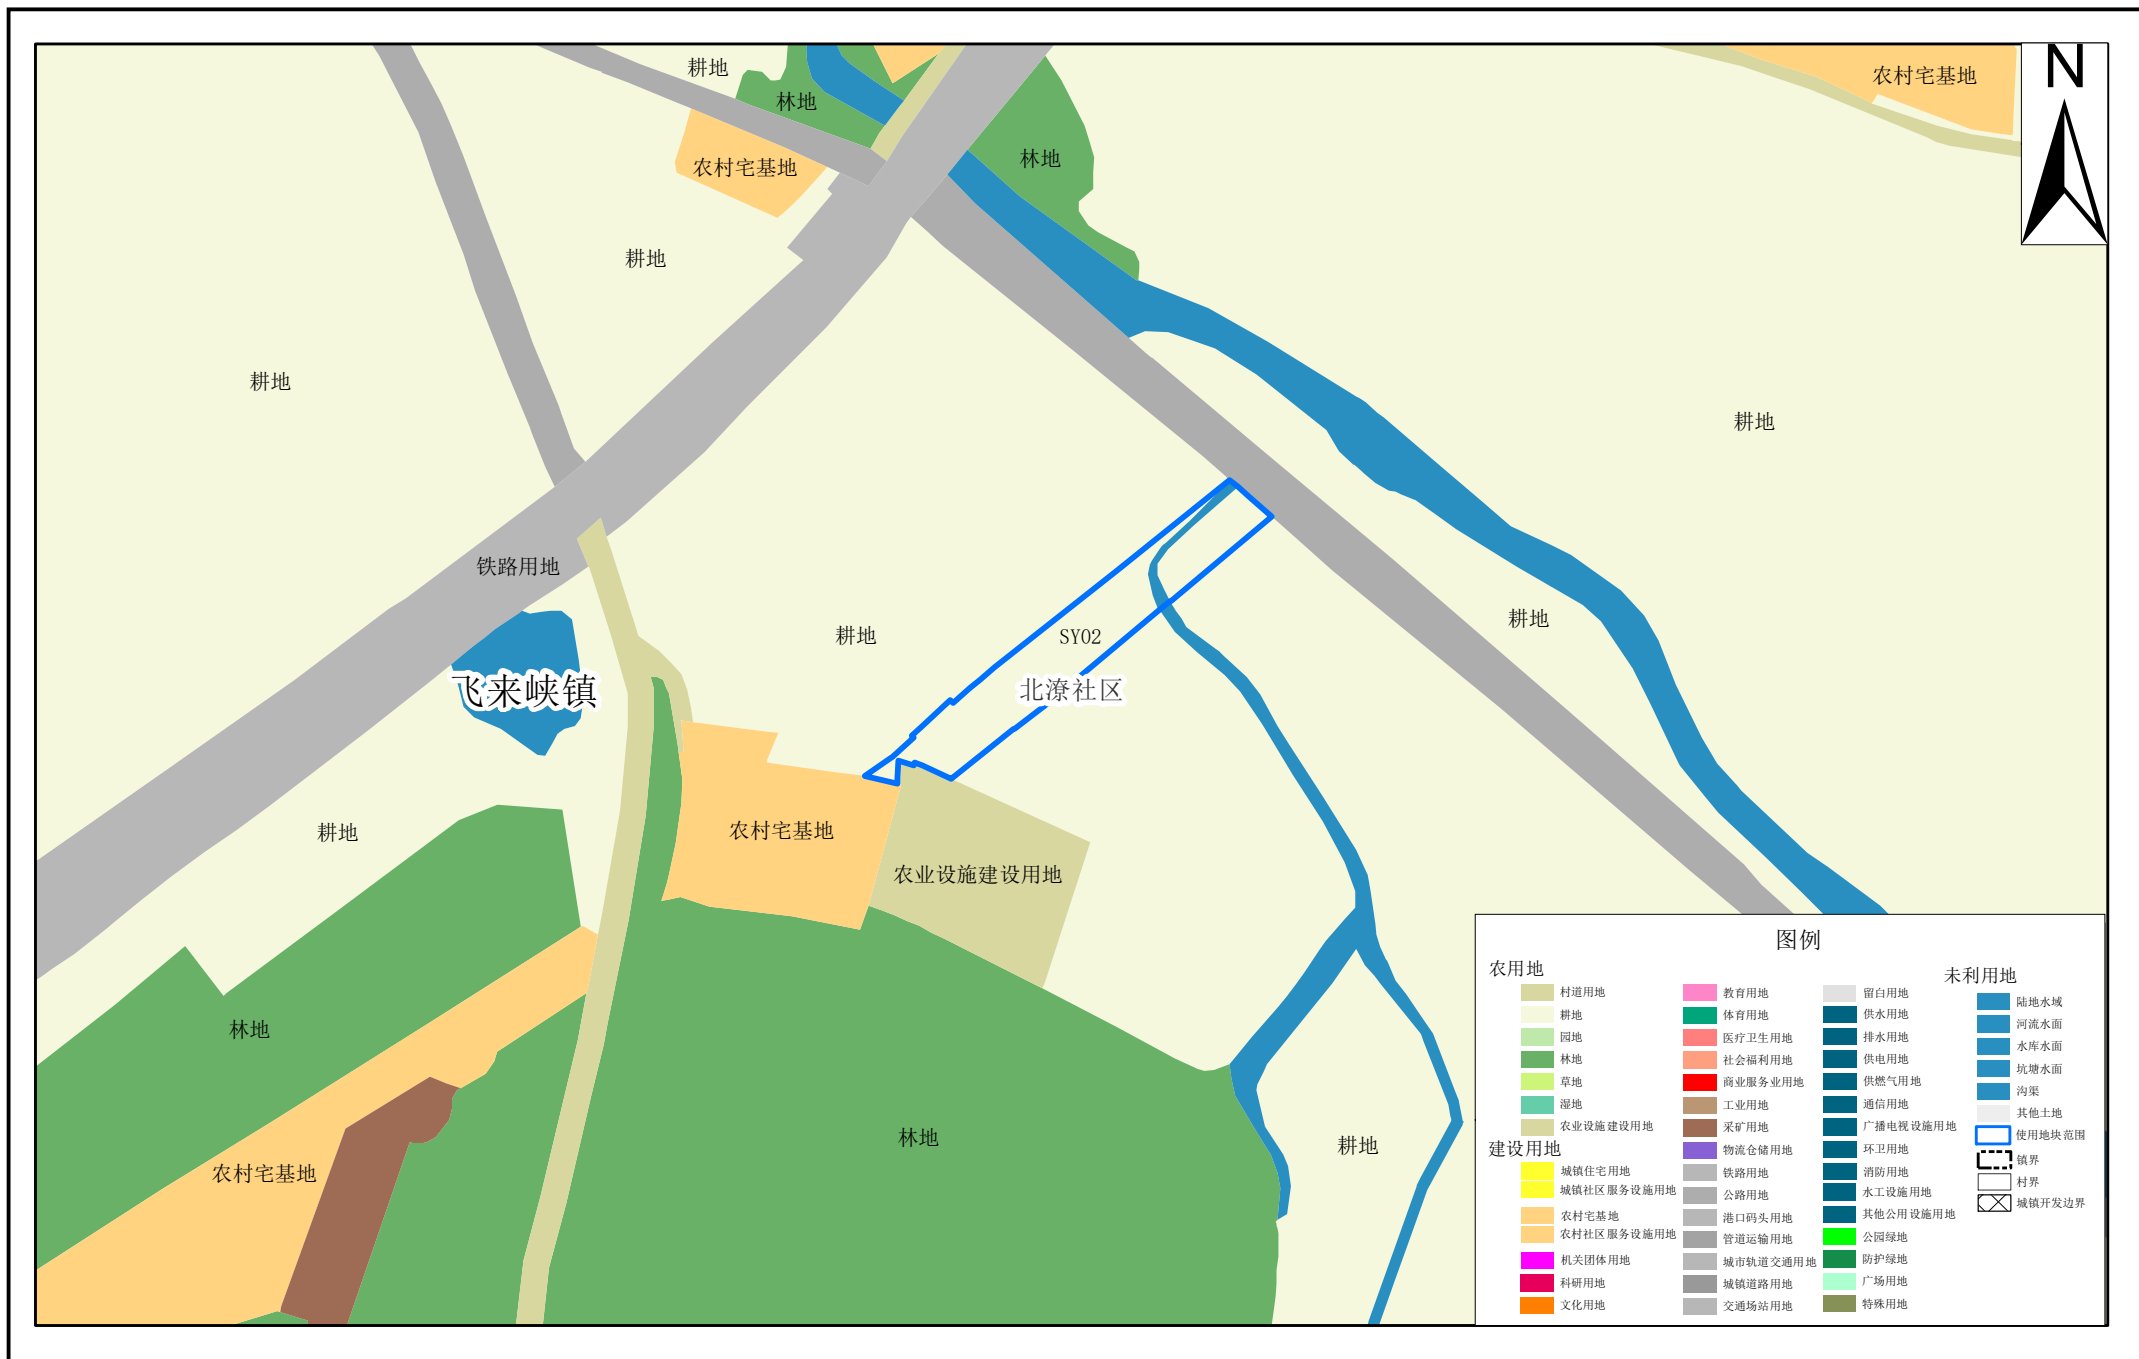 N
耕地
农村宅基地
林地
林地
农村宅基地
耕地
耕地
耕地
铁路用地
耕地
耕地
SY02
飞来峡镇
北潦社区
耕地
农村宅基地
农业设施建设用地
林地
林地
耕地
农村宅基地
图例
农用地
村道用地
耕地
园地
林地
草地
湿地
农业设施建设用地
建设用地
城镇住宅用地
城镇社区服务设施用地
农村宅基地
农村社区服务设施用地
机关团体用地
科研用地
文化用地
教育用地
体育用地
医疗卫生用地
社会福利用地
商业服务业用地
工业用地
采矿用地
物流仓储用地
铁路用地
公路用地
港口码头用地
管道运输用地
城市轨道交通用地
城镇道路用地
交通场站用地
留白用地
供水用地
排水用地
供电用地
供燃气用地
通信用地
广播电视设施用地
环卫用地
消防用地
水工设施用地
其他公用设施用地
公园绿地
防护绿地
广场用地
特殊用地
未利用地
陆地水域
河流水面
水库水面
坑塘水面
沟渠
其他土地
使用地块范围
镇界
村界
城镇开发边界